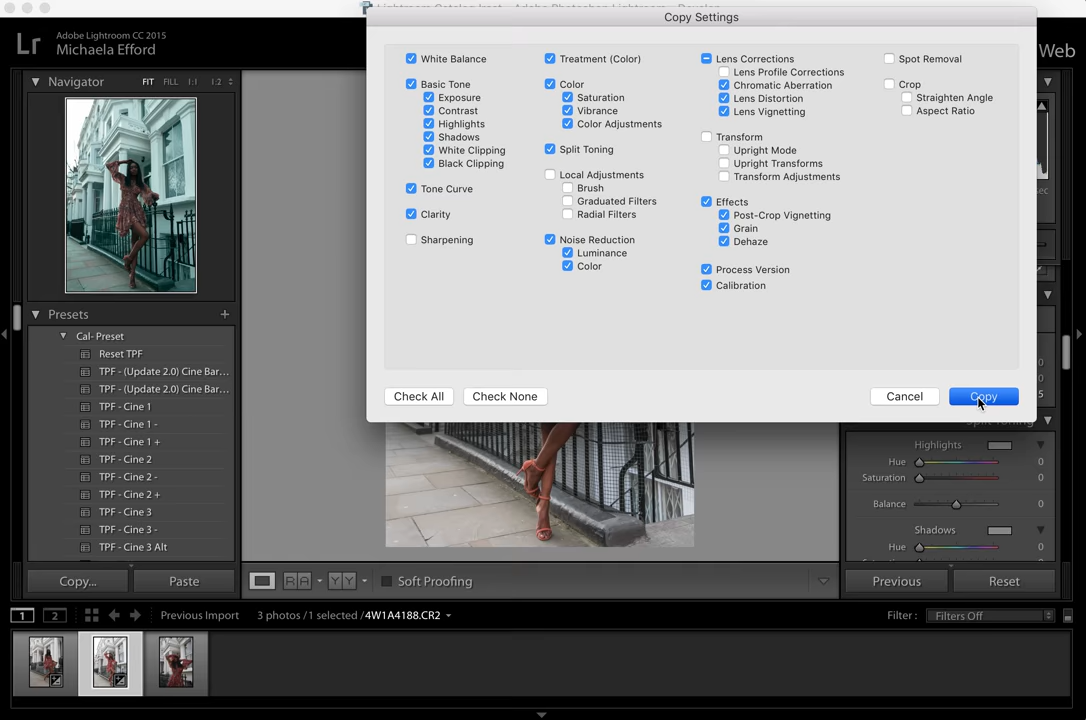 Copy Settings
Adobe Lightroom CC 2015
Lr
Michaela Efford
Web
Navigator
FIT FILL 1:1 1:2
White Balance
Basic Tone
Exposure
Contrast
Highlights
Shadows
White Clipping
Black Clipping
Tone Curve
Clarity
Sharpening
Treatment (Color)
Color
Saturation
Vibrance
Color Adjustments
Split Toning
Local Adjustments
Brush
Graduated Filters
Radial Filters
Noise Reduction
Luminance
Color
Lens Corrections
Lens Profile Corrections
Chromatic Aberration
Lens Distortion
Lens Vignetting
Transform
Upright Mode
Upright Transforms
Transform Adjustments
Effects
Post-Crop Vignetting
Grain
Dehaze
Process Version
Calibration
Spot Removal
Crop
Straighten Angle
Aspect Ratio
Check All
Check None
Cancel
Copy
Presets +
Cal- Preset
Reset TPF
TPF - (Update 2.0) Cine Bar...
TPF - (Update 2.0) Cine Bar...
TPF - Cine 1
TPF - Cine 1 -
TPF - Cine 1 +
TPF - Cine 2
TPF - Cine 2 -
TPF - Cine 2 +
TPF - Cine 3
TPF - Cine 3 -
TPF - Cine 3 Alt
sec
0
0
5
Highlights
Hue 0
Saturation 0
Balance 0
Shadows
Hue 0
Copy...
Paste
R A
Y Y
Soft Proofing
Previous
Reset
1 2
Previous Import
3 photos / 1 selected / 4W1A4188.CR2
Filter :
Filters Off